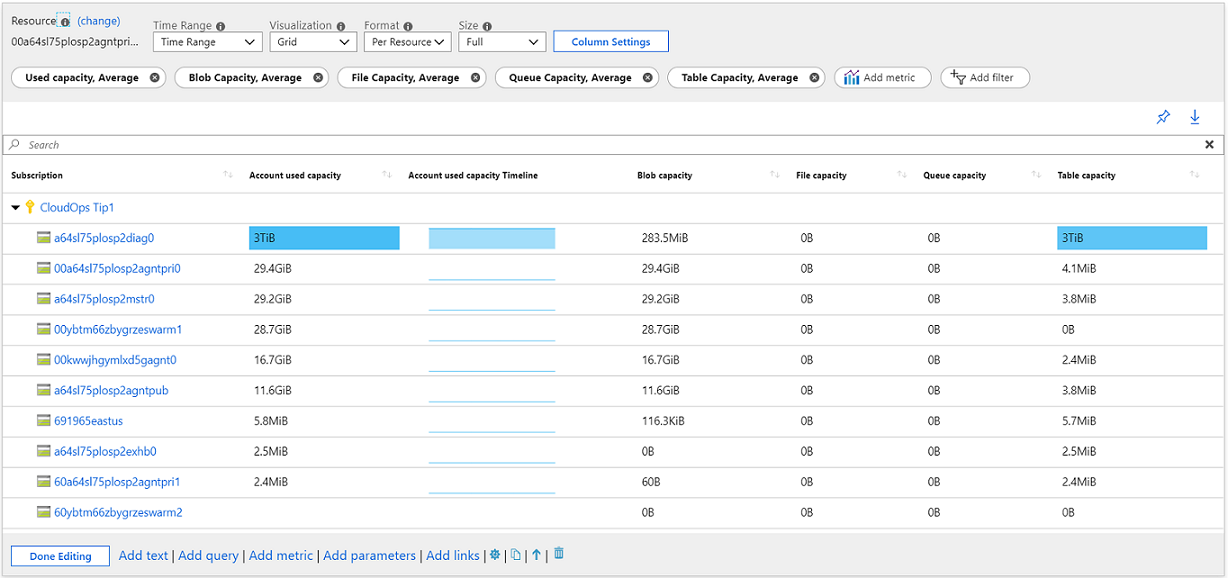 Resource (change)
00a64sl75plosp2agntpri...
Time Range
Time Range
Visualization
Grid
Format
Per Resource
Size
Full
Column Settings
Used capacity, Average
Blob Capacity, Average
File Capacity, Average
Queue Capacity, Average
Table Capacity, Average
Add metric
Add filter
Search
Subscription Account used capacity Account used capacity Timeline Blob capacity File capacity Queue capacity Table capacity
CloudOps Tip1
a64sl75plosp2diag0 3TiB 283.5MiB 0B 0B 3TiB
00a64sl75plosp2agntpri0 29.4GiB 29.4GiB 0B 0B 4.1MiB
a64sl75plosp2mstr0 29.2GiB 29.2GiB 0B 0B 3.8MiB
00ybtm66zbygrzeswarm1 28.7GiB 28.7GiB 0B 0B 0B
00kwwjhgymlxd5gagnt0 16.7GiB 16.7GiB 0B 0B 2.4MiB
a64sl75plosp2agntpub 11.6GiB 11.6GiB 0B 0B 3.8MiB
691965eastus 5.8MiB 116.3KiB 0B 0B 5.7MiB
a64sl75plosp2exhb0 2.5MiB 0B 0B 0B 2.5MiB
60a64sl75plosp2agntpri1 2.4MiB 60B 0B 0B 2.4MiB
60ybtm66zbygrzeswarm2 0B 0B 0B 0B
Done Editing Add text | Add query | Add metric | Add parameters | Add links | | | |